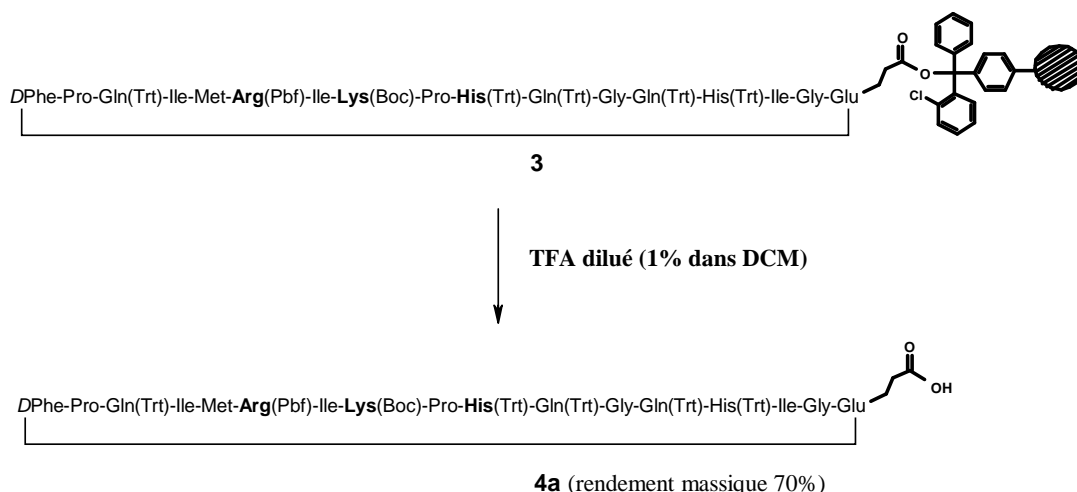 O
O
Cl
DPhe-Pro-Gln(Trt)-Ile-Met-Arg(Pbf)-Ile-Lys(Boc)-Pro-His(Trt)-Gln(Trt)-Gly-Gln(Trt)-His(Trt)-Ile-Gly-Glu
3
TFA dilué (1% dans DCM)
O
OH
DPhe-Pro-Gln(Trt)-Ile-Met-Arg(Pbf)-Ile-Lys(Boc)-Pro-His(Trt)-Gln(Trt)-Gly-Gln(Trt)-His(Trt)-Ile-Gly-Glu
4a (rendement massique 70%)